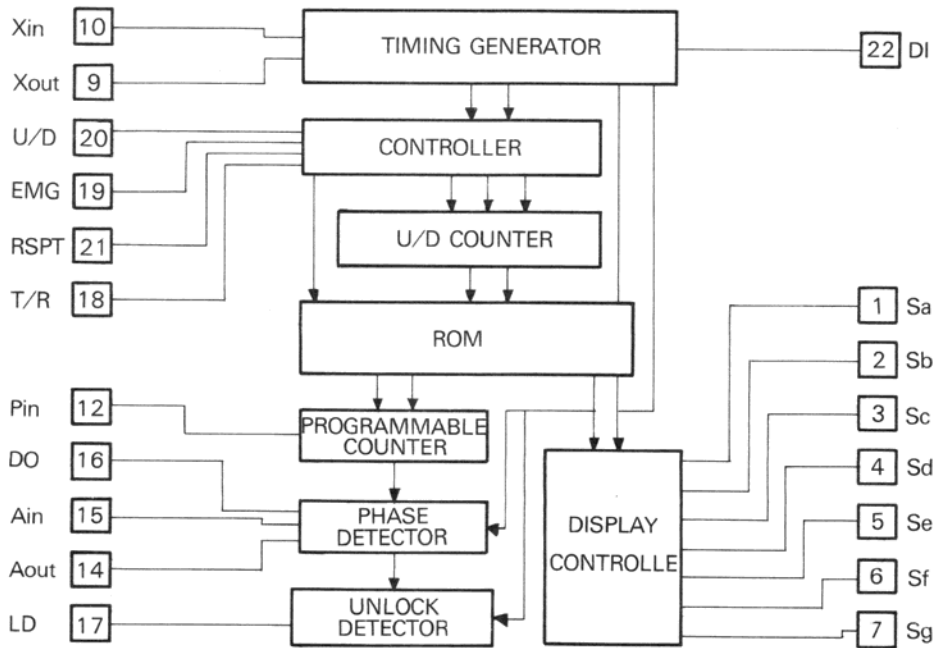 Xin 10
TIMING GENERATOR
22 DI
Xout 9
U/D 20
CONTROLLER
EMG 19
U/D COUNTER
RSPT 21
T/R 18
ROM
1 Sa
2 Sb
Pin 12
PROGRAMMABLE
COUNTER
3 Sc
DO 16
4 Sd
Ain 15
PHASE
DETECTOR
DISPLAY
CONTROLLE
5 Se
Aout 14
6 Sf
LD 17
UNLOCK
DETECTOR
7 Sg